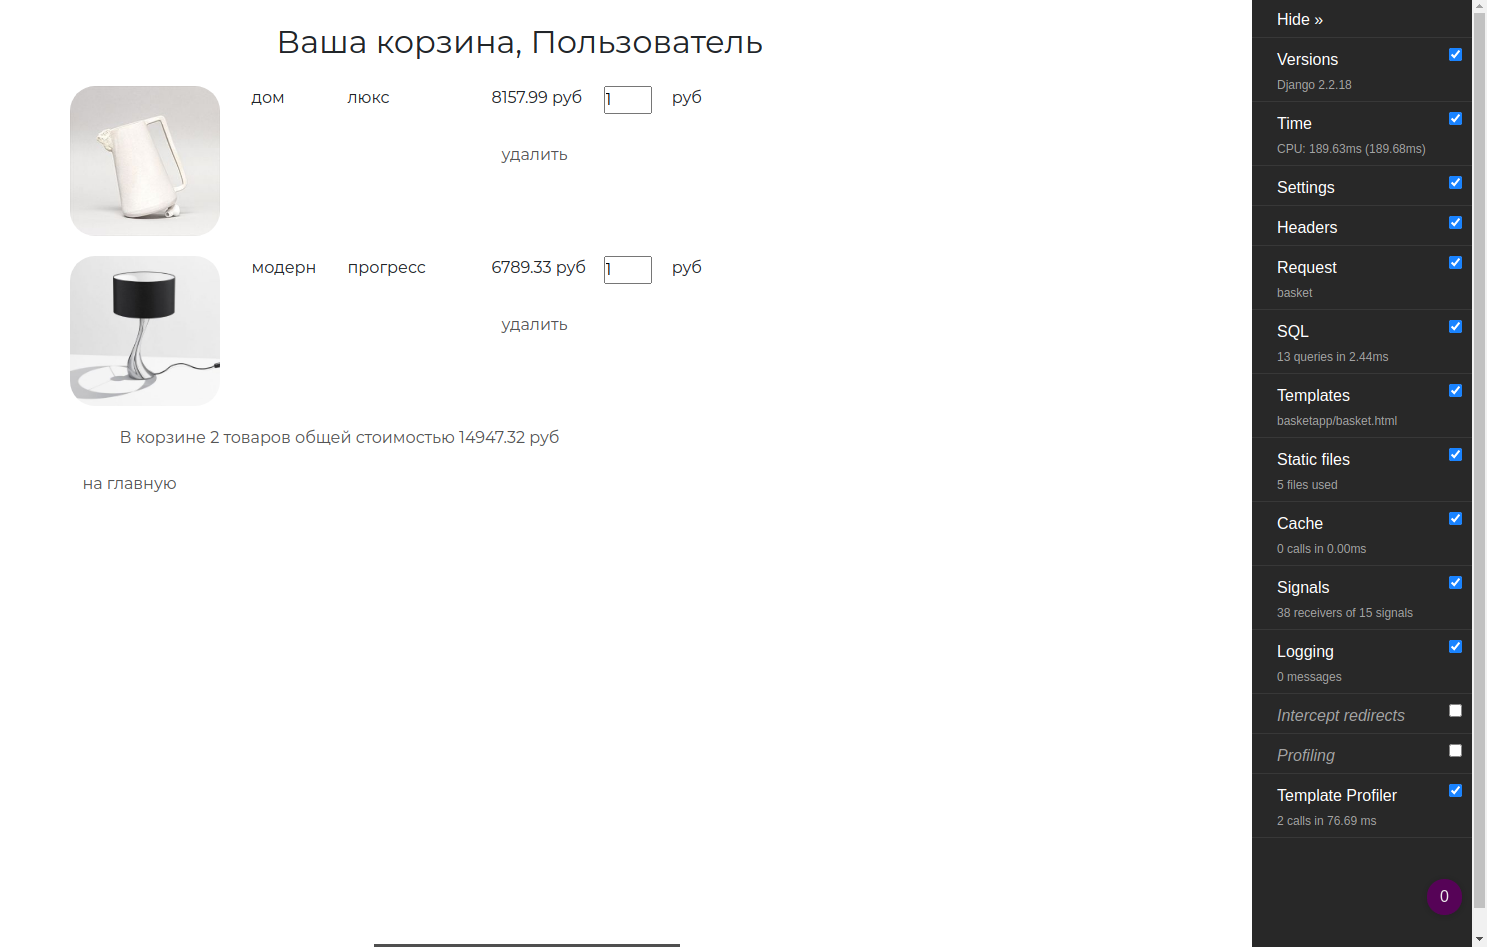 Ваша корзина, Пользователь
дом люкс 8157.99 руб 1 руб
удалить
модерн прогресс 6789.33 руб 1 руб
удалить
В корзине 2 товаров общей стоимостью 14947.32 руб
на главную
Hide »
Versions
Django 2.2.18
Time
CPU: 189.63ms (189.68ms)
Settings
Headers
Request
basket
SQL
13 queries in 2.44ms
Templates
basketapp/basket.html
Static files
5 files used
Cache
0 calls in 0.00ms
Signals
38 receivers of 15 signals
Logging
0 messages
Intercept redirects
Profiling
Template Profiler
2 calls in 76.69 ms
0